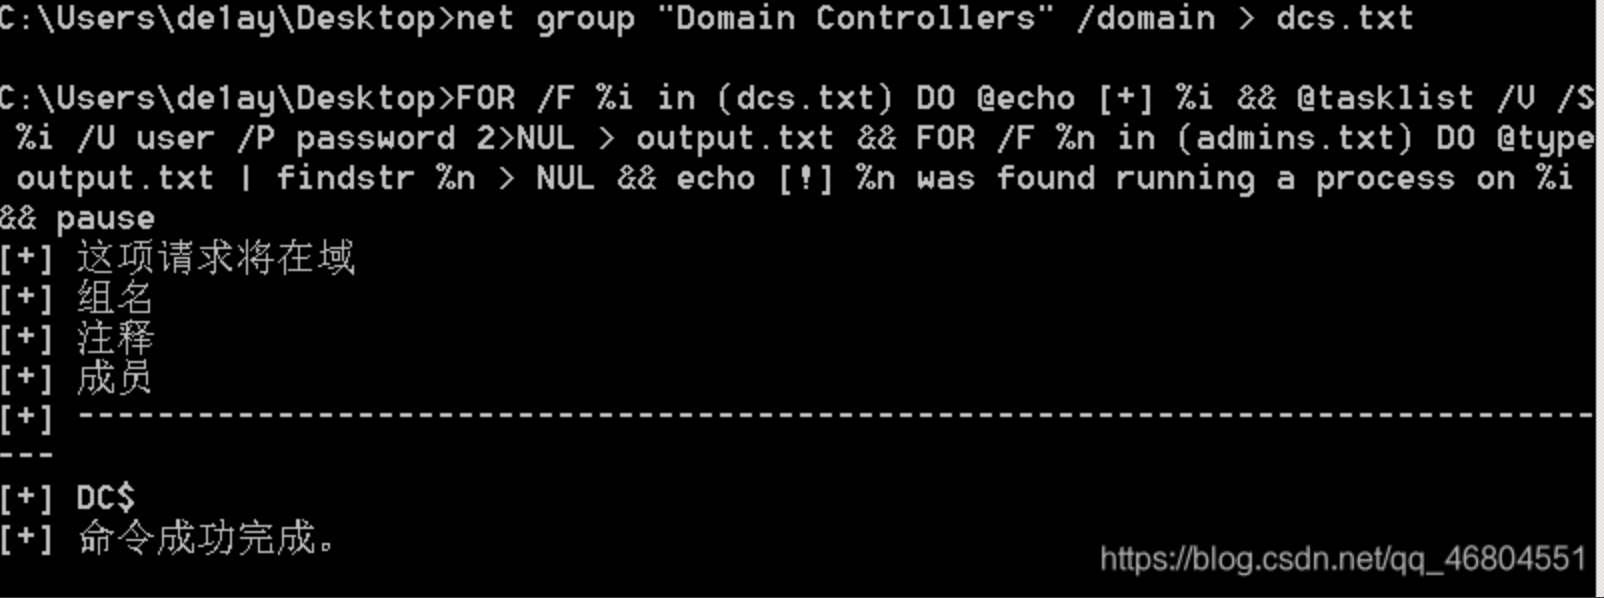 C:\Users\de1ay\Desktop>net group "Domain Controllers" /domain > dcs.txt
C:\Users\de1ay\Desktop>FOR /F %i in (dcs.txt) DO @echo [+] %i && @tasklist /V /S
%i /U user /P password 2>NUL > output.txt && FOR /F %n in (admins.txt) DO @type
output.txt | findstr %n > NUL && echo [!] %n was found running a process on %i
&& pause
[+] 这项请求将在域
[+] 组名
[+] 注释
[+] 成员
[+] ----------------------------------------------------------------------------
---
[+] DC$
[+] 命令成功完成。
https://blog.csdn.net/qq_46804551